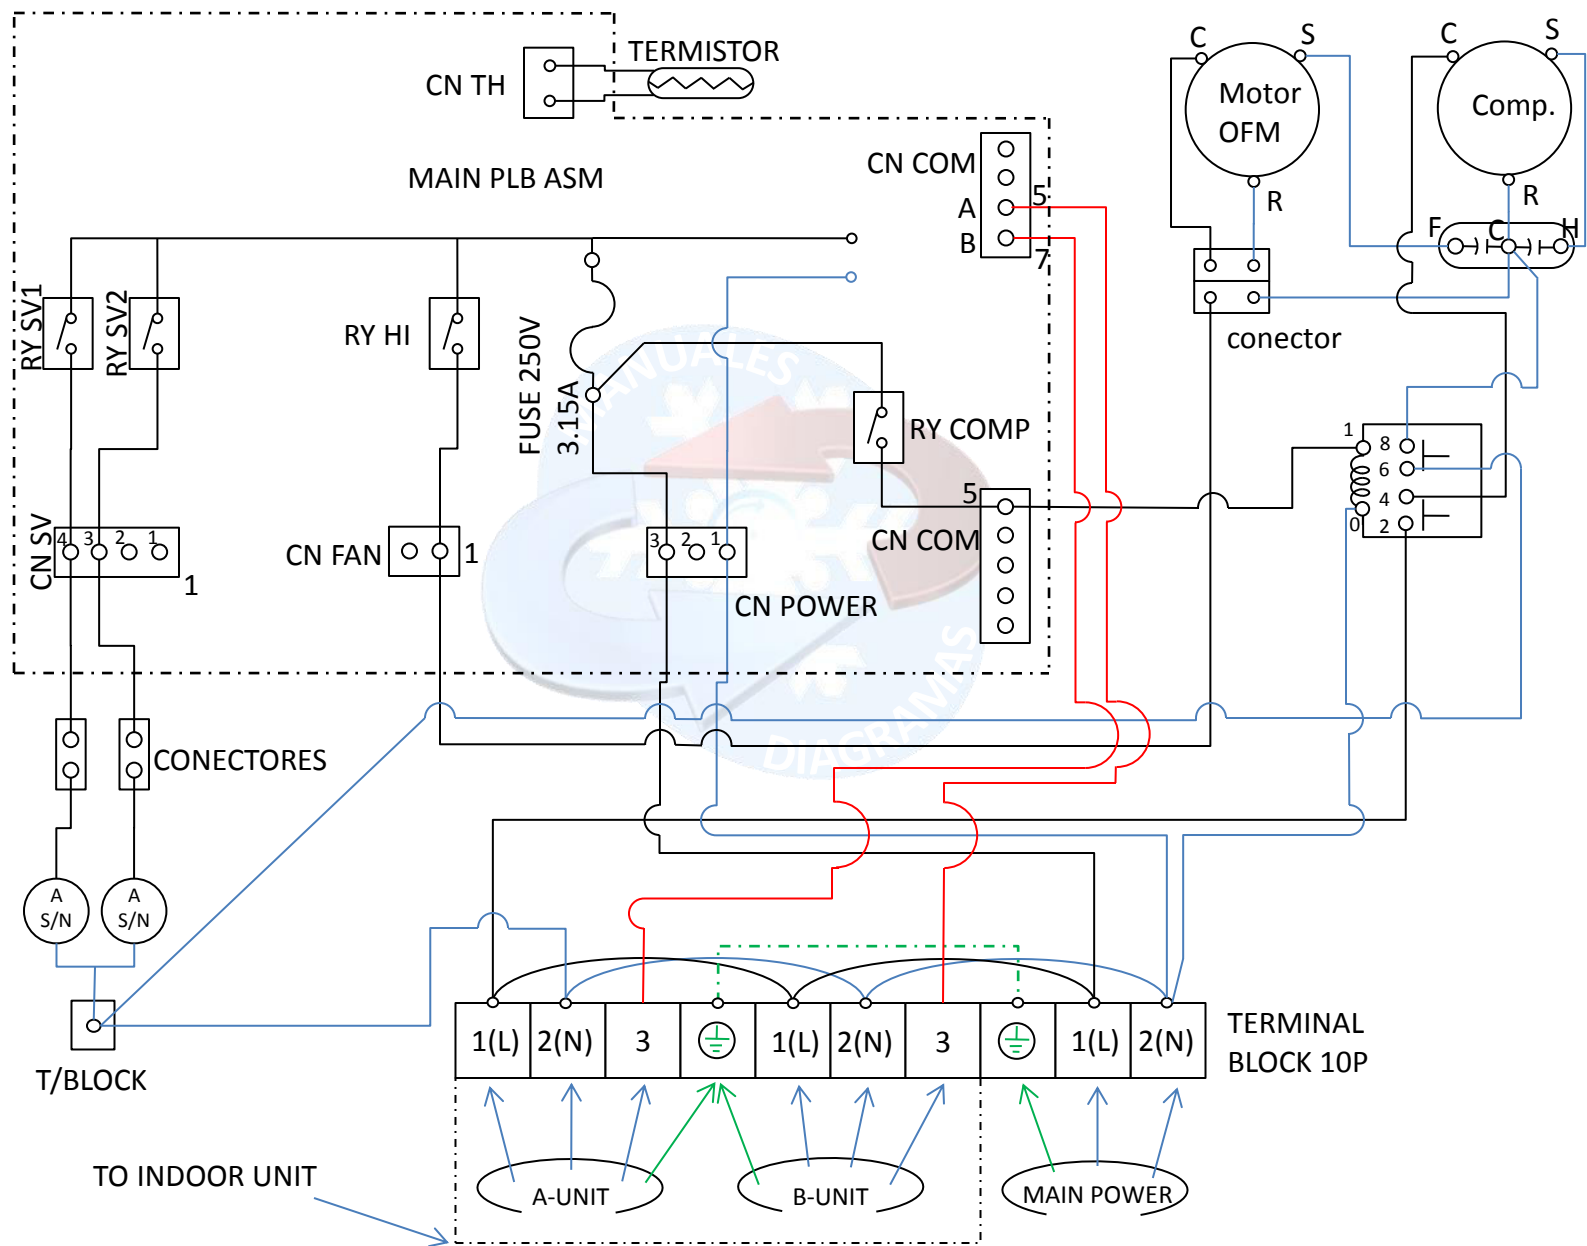 TERMISTOR
CN TH
C
S
C
S
Motor
OFM
Comp.
CN COM
MAIN PLB ASM
A
5
B
7
R
R
F
C
H
RY SV1
RY SV2
RY HI
FUSE 250V
3.15A
conector
MANUALES
RY COMP
1
8
6
4
0
2
5
CN COM
CN SV
4
3
2
1
1
CN FAN
1
3
2
1
CN POWER
DIAGRAMAS
CONECTORES
A
S/N
A
S/N
T/BLOCK
1(L)
2(N)
3
1(L)
2(N)
3
1(L)
2(N)
TERMINAL
BLOCK 10P
TO INDOOR UNIT
A-UNIT
B-UNIT
MAIN POWER